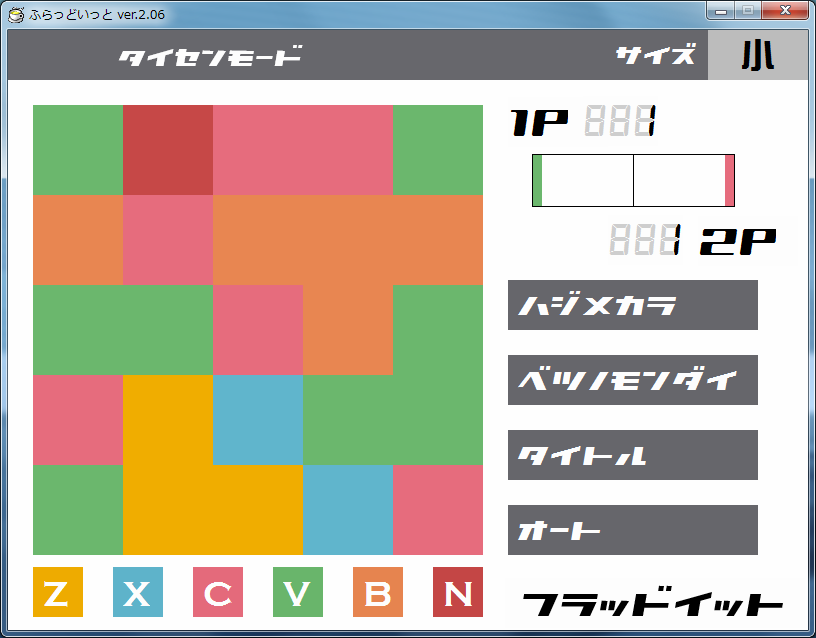 ふらっどいっと ver.2.06
タイセンモード サイズ 小
1P 1
1 2P
ハジメカラ
ベツノモンダイ
タイトル
オート
Z X C V B N
フラッドイット